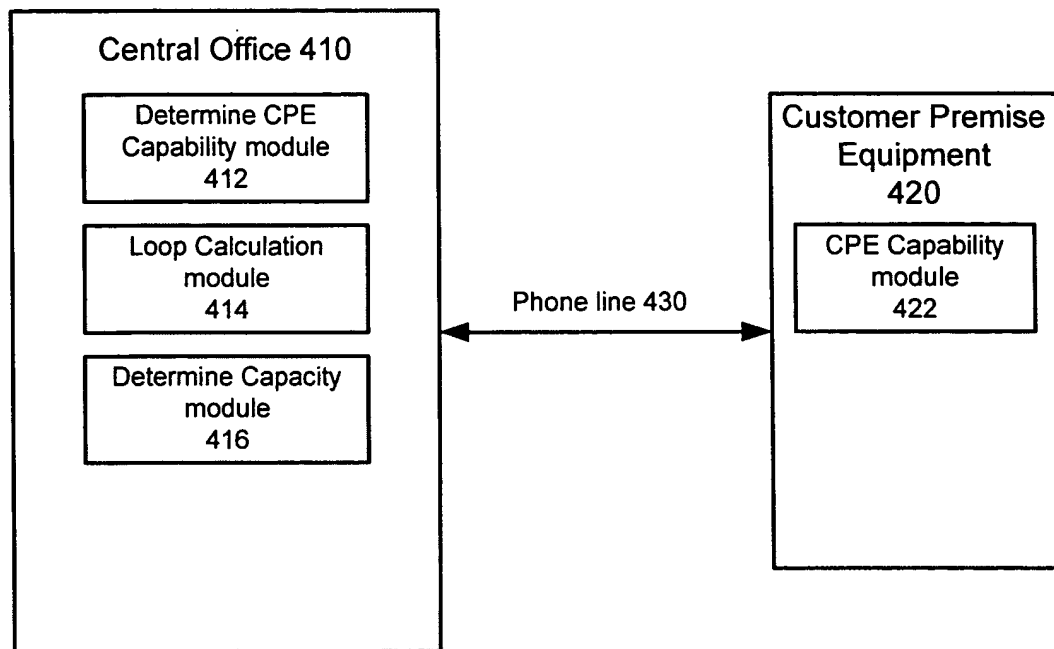 Central Office 410
Determine CPE
Capability module
412
Loop Calculation
module
414
Determine Capacity
module
416
Phone line 430
Customer Premise
Equipment
420
CPE Capability
module
422